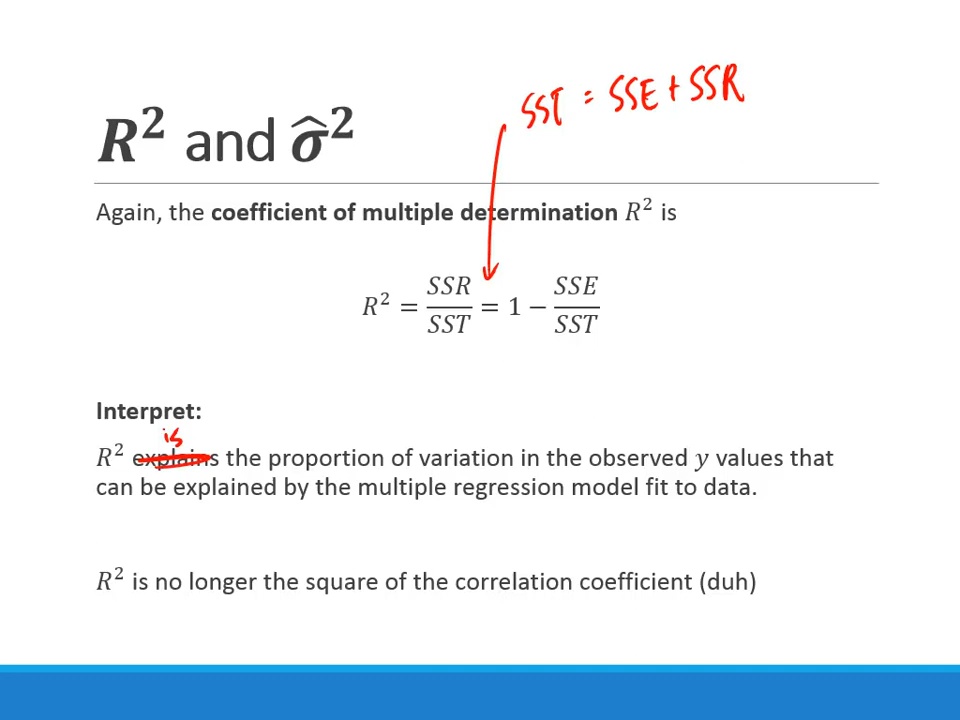 SST = SSE + SSR
R² and σ̂²
Again, the coefficient of multiple determination R² is
R² = SSR/SST = 1 − SSE/SST
Interpret:
is
R² explains the proportion of variation in the observed y values that
can be explained by the multiple regression model fit to data.
R² is no longer the square of the correlation coefficient (duh)